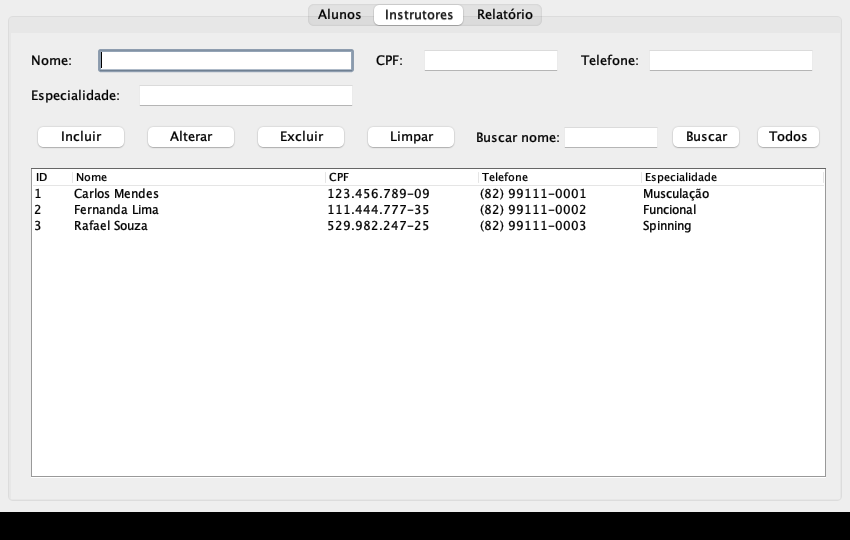 Alunos Instrutores Relatório
Nome: CPF: Telefone:
Especialidade:
Incluir Alterar Excluir Limpar Buscar nome: Buscar Todos
ID Nome CPF Telefone Especialidade
1 Carlos Mendes 123.456.789-09 (82) 99111-0001 Musculação
2 Fernanda Lima 111.444.777-35 (82) 99111-0002 Funcional
3 Rafael Souza 529.982.247-25 (82) 99111-0003 Spinning